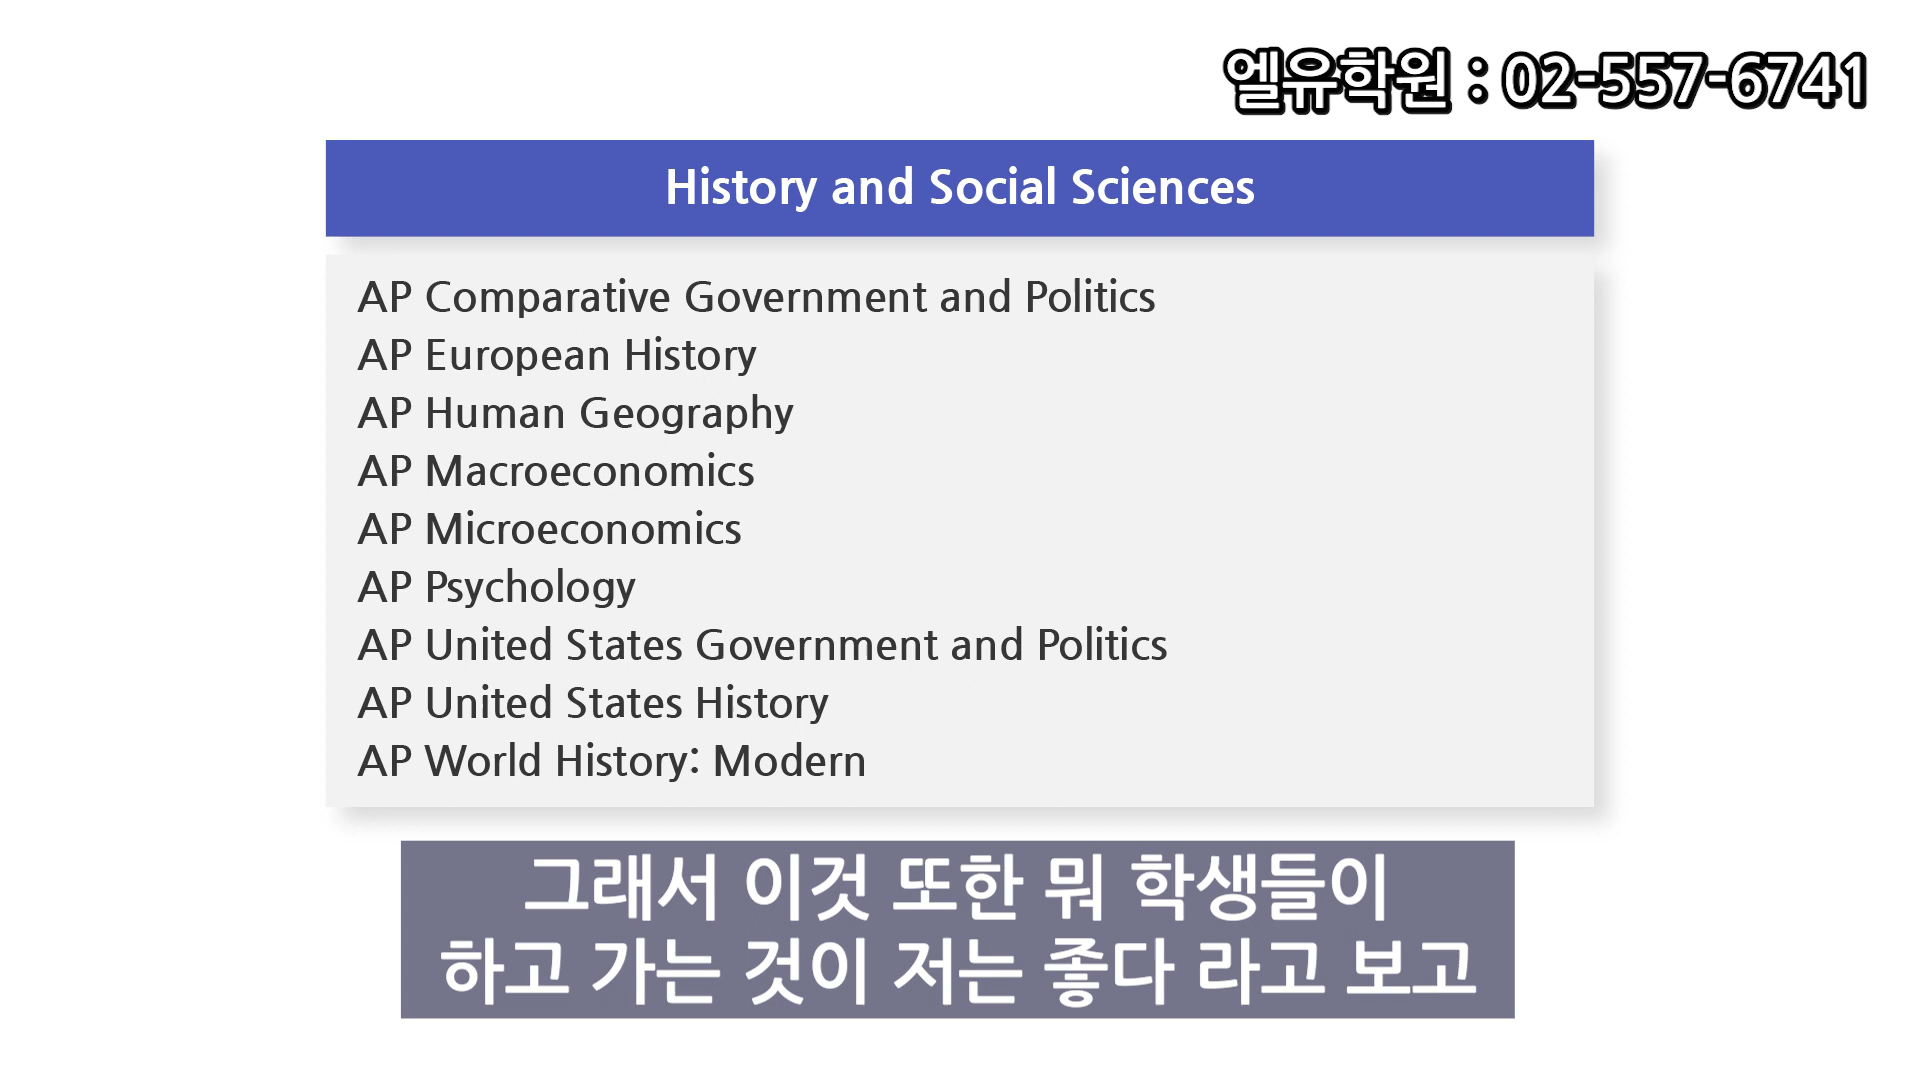 엘유학원 : 02-557-6741
History and Social Sciences
AP Comparative Government and Politics
AP European History
AP Human Geography
AP Macroeconomics
AP Microeconomics
AP Psychology
AP United States Government and Politics
AP United States History
AP World History: Modern
그래서 이것 또한 뭐 학생들이
하고 가는 것이 저는 좋다 라고 보고